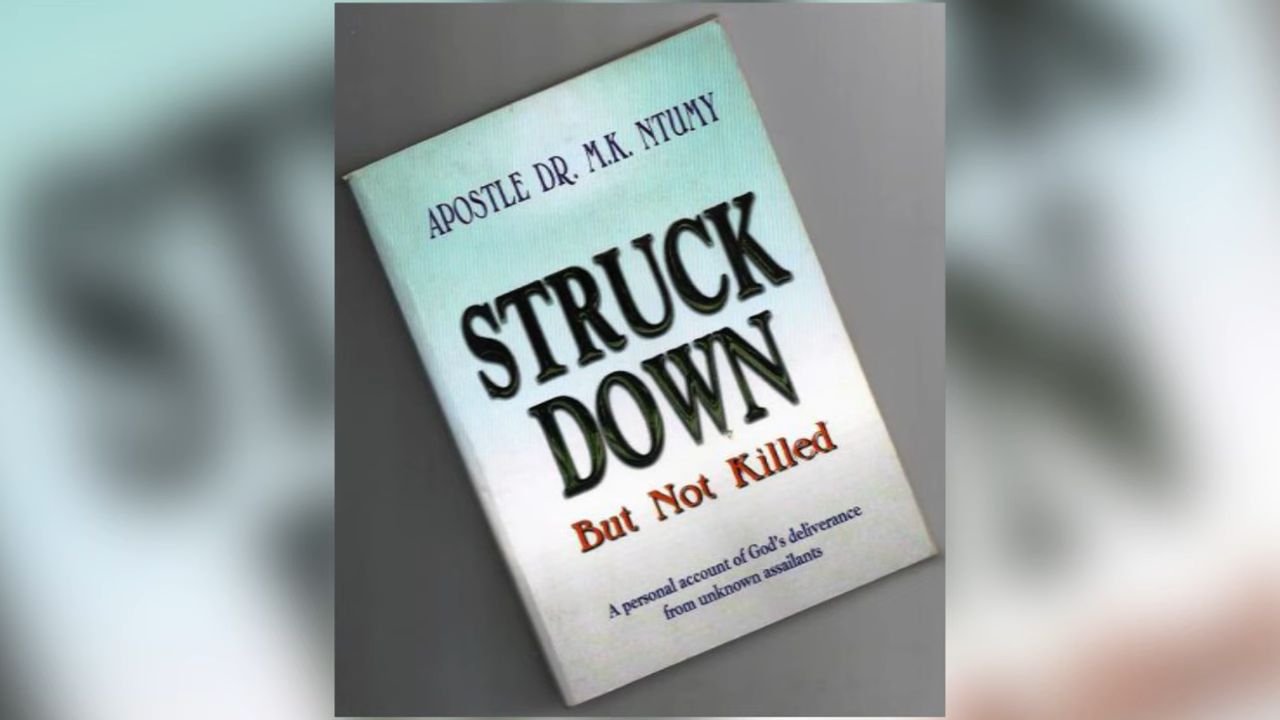 APOSTLE DR. M.K. NTUMY
STRUCK
DOWN
But Not Killed
A personal account of God's deliverance
from unknown assailants